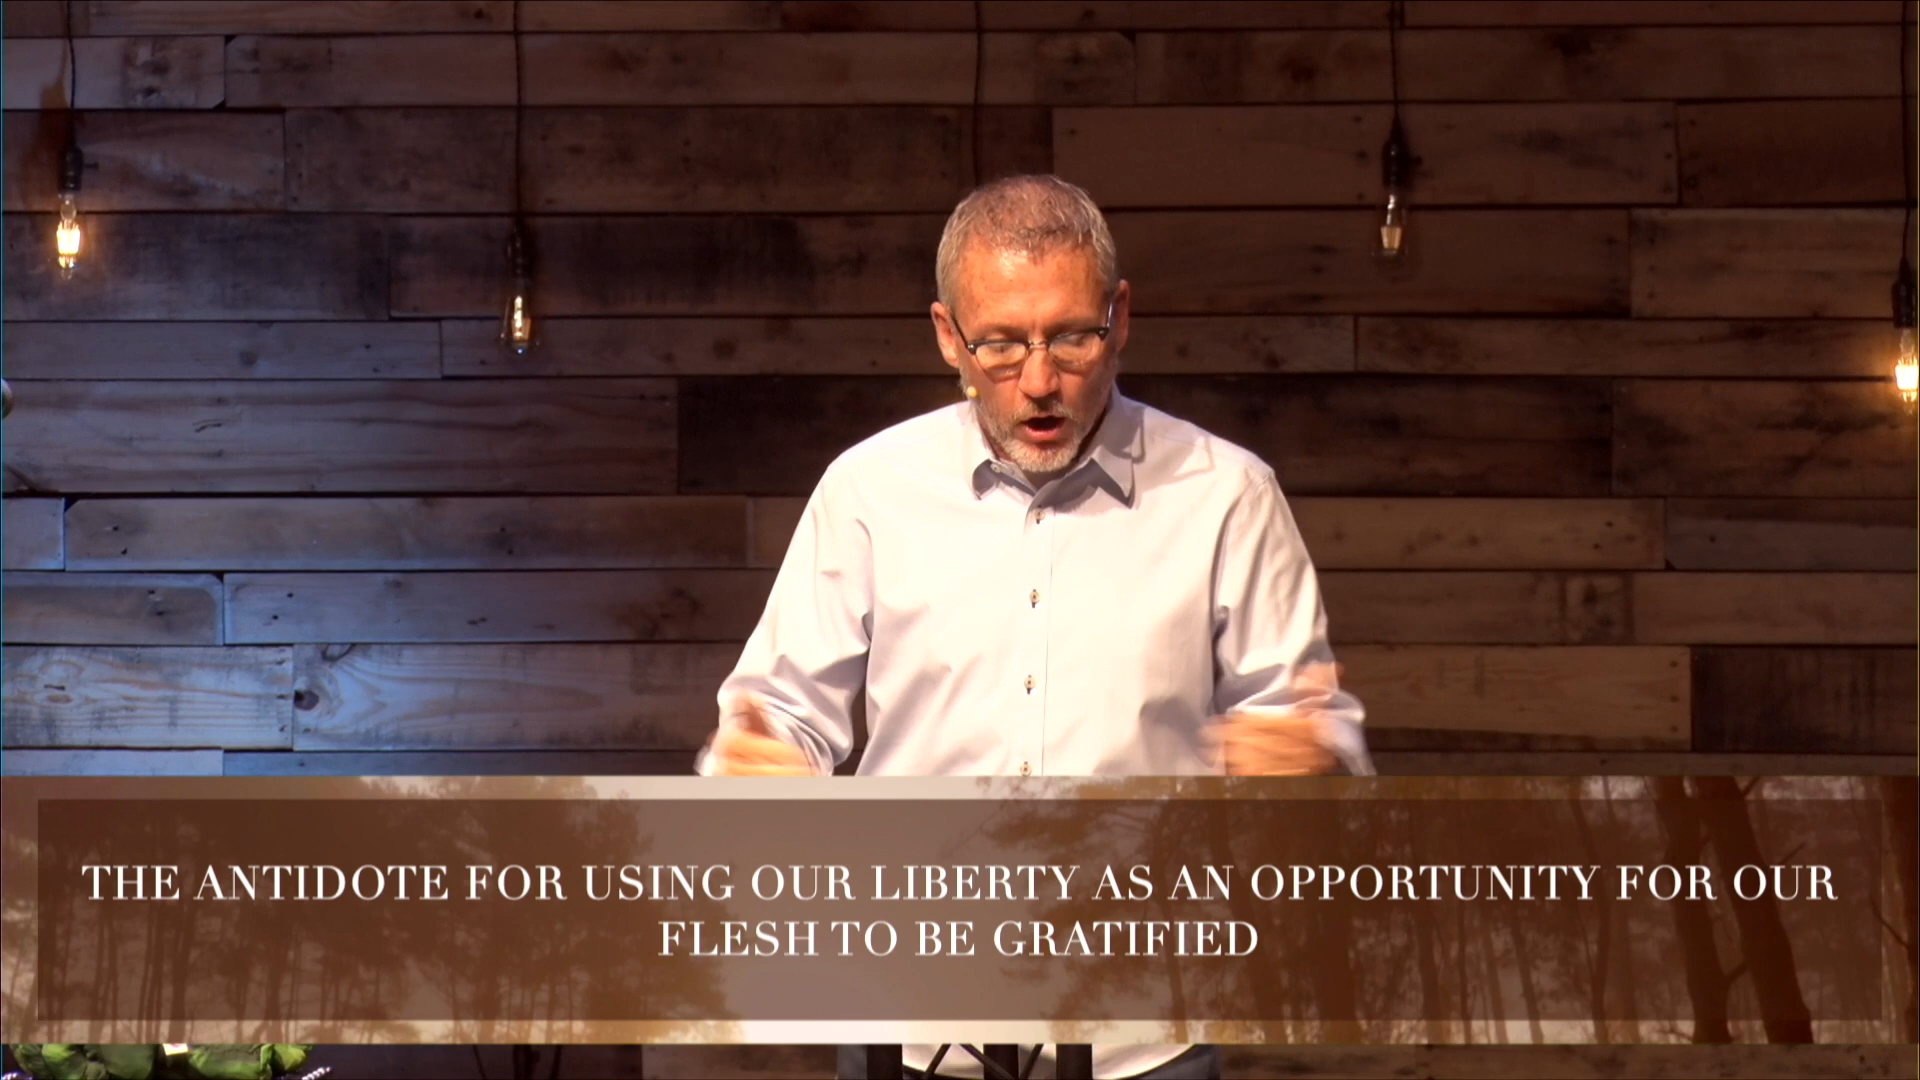 THE ANTIDOTE FOR USING OUR LIBERTY AS AN OPPORTUNITY FOR OUR
FLESH TO BE GRATIFIED